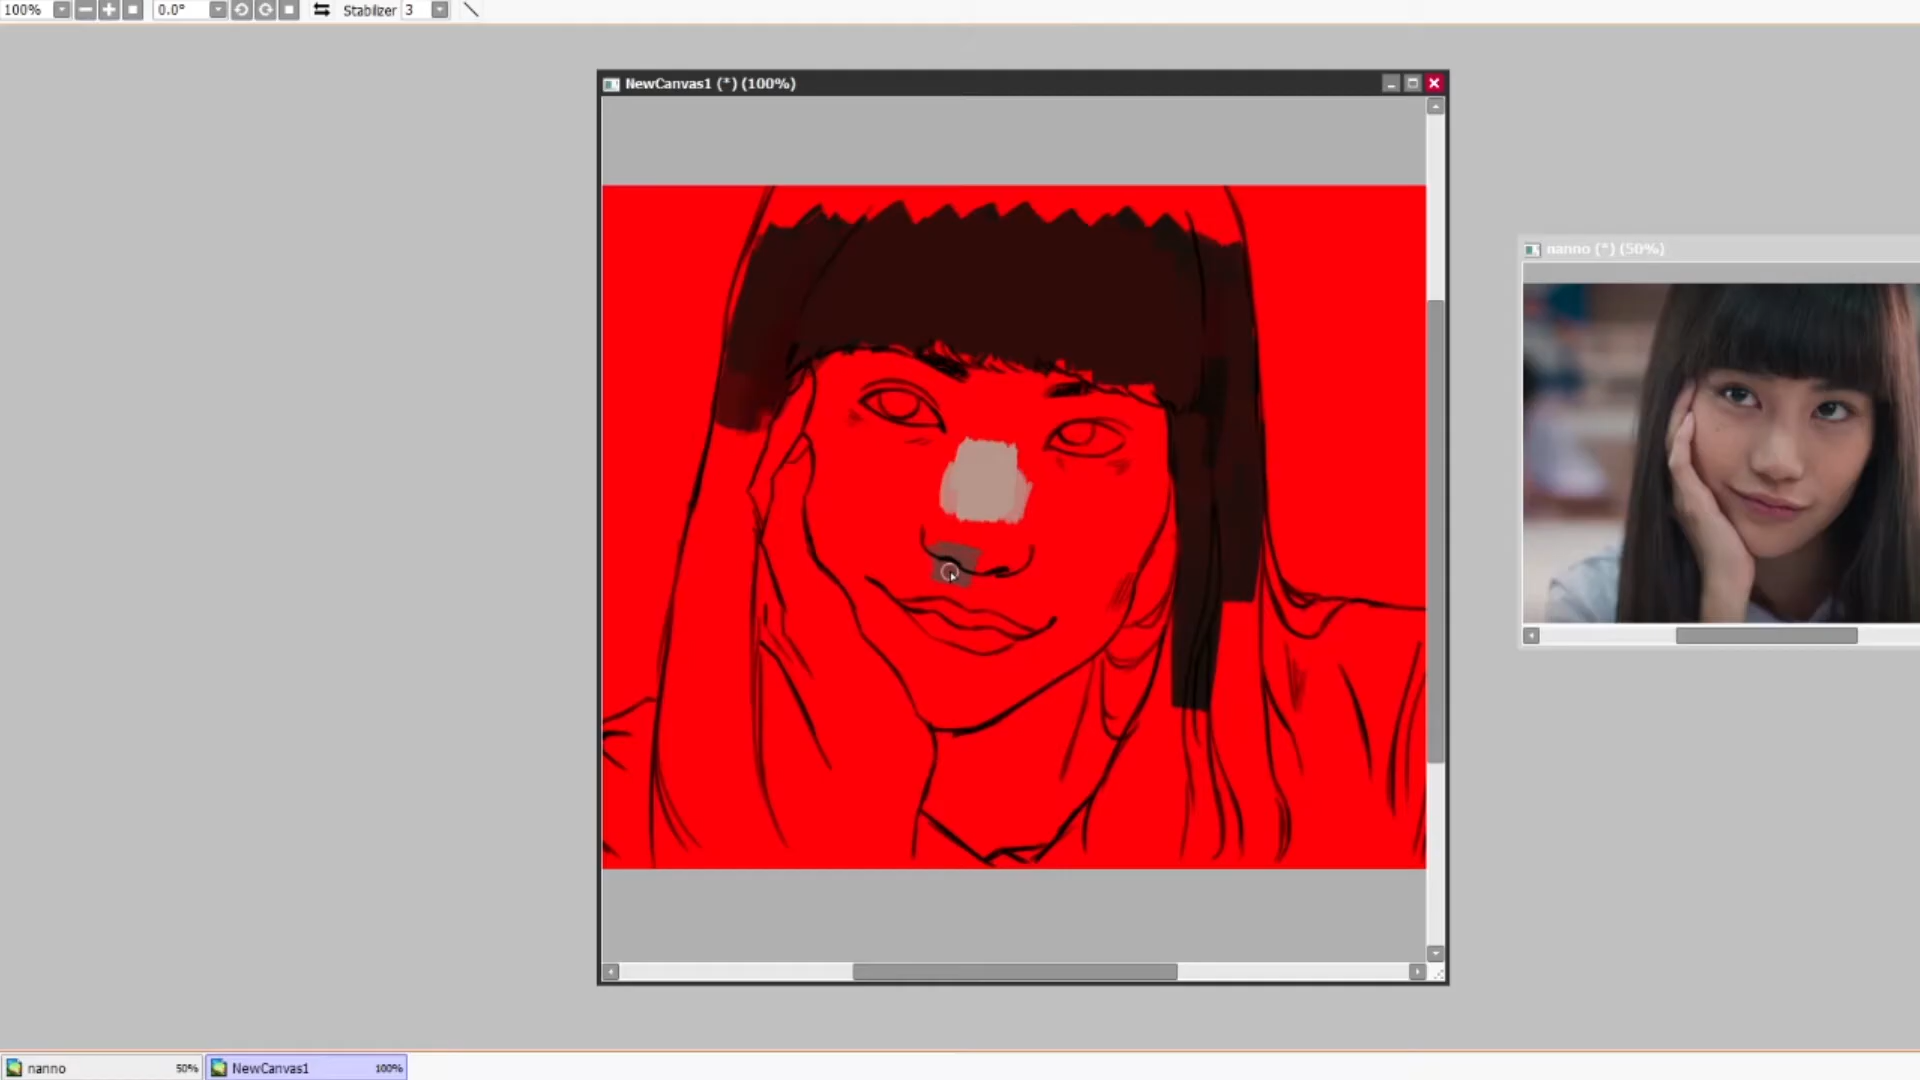 100%
0.0°
Stabilizer 3
NewCanvas1 (*) (100%)
nanno (*) (50%)
nanno 50%
NewCanvas1 100%